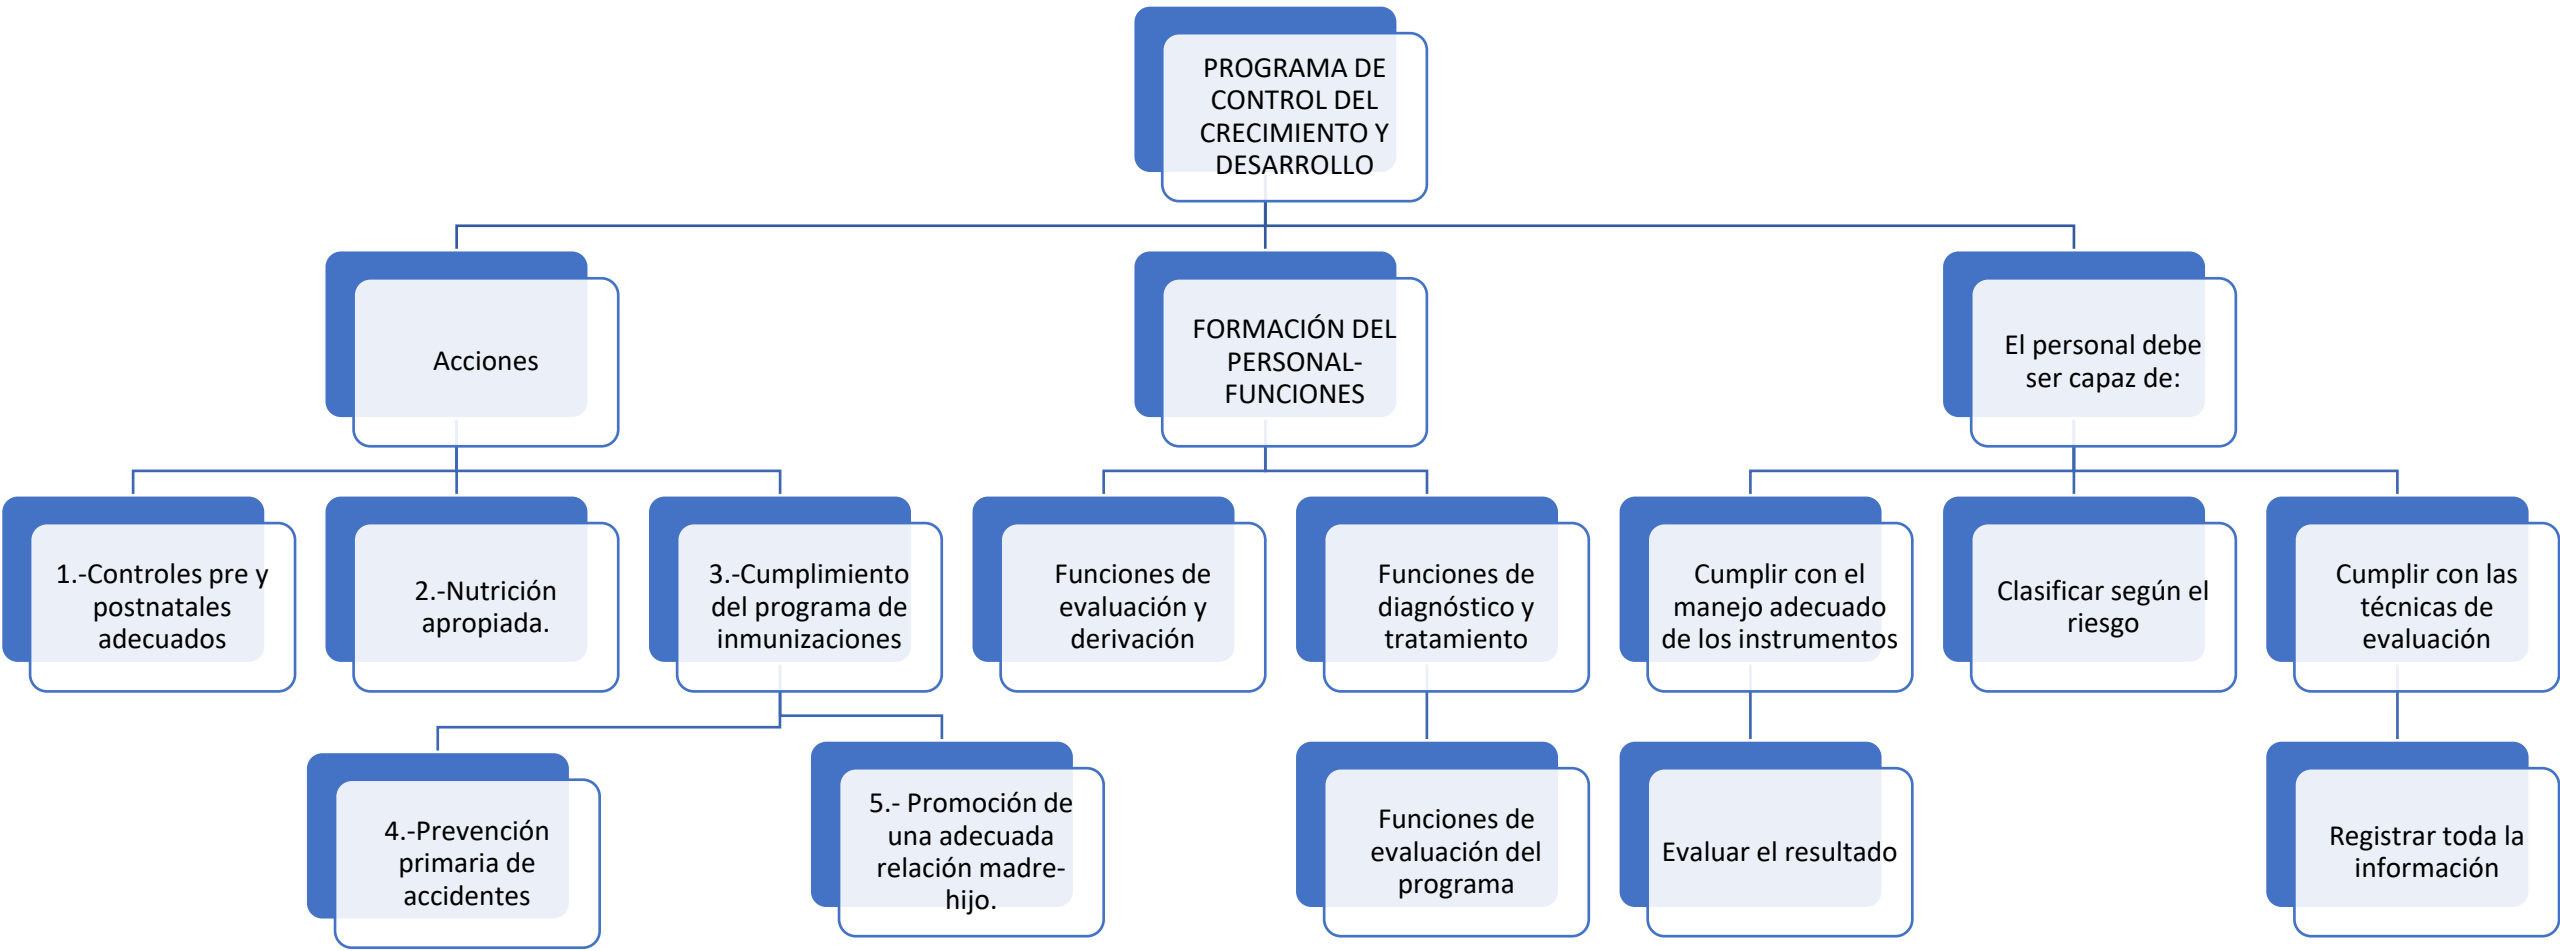 PROGRAMA DE
CONTROL DEL
CRECIMIENTO Y
DESARROLLO
Acciones
FORMACIÓN DEL
PERSONAL-
FUNCIONES
El personal debe
ser capaz de:
1.-Controles pre y
postnatales
adecuados
2.-Nutrición
apropiada.
3.-Cumplimiento
del programa de
inmunizaciones
Funciones de
evaluación y
derivación
Funciones de
diagnóstico y
tratamiento
Cumplir con el
manejo adecuado
de los instrumentos
Clasificar según el
riesgo
Cumplir con las
técnicas de
evaluación
4.-Prevención
primaria de
accidentes
5.- Promoción de
una adecuada
relación madre-
hijo.
Funciones de
evaluación del
programa
Evaluar el resultado
Registrar toda la
información